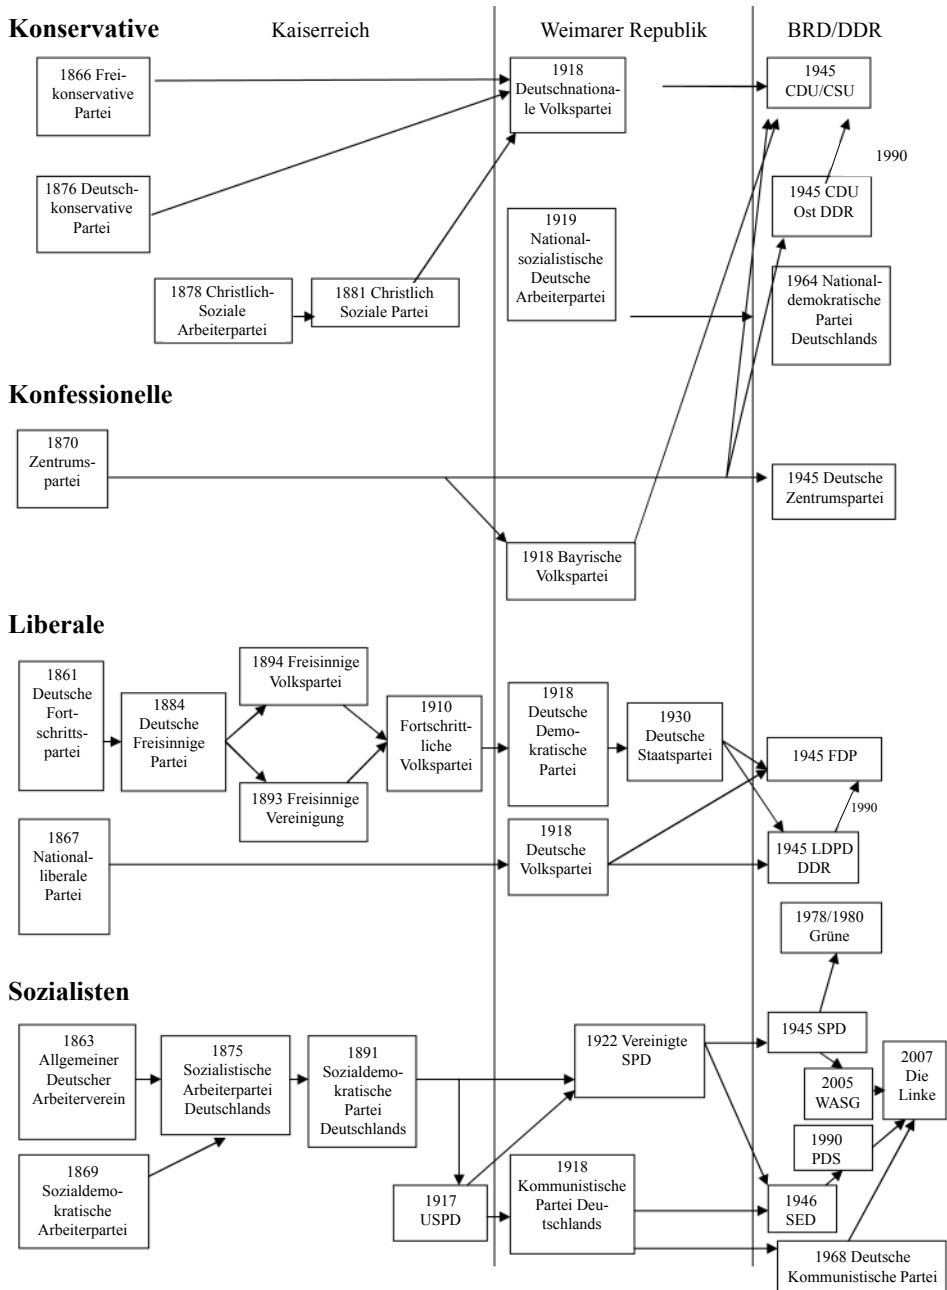 Konservative
Kaiserreich
Weimarer Republik
BRD/DDR
1866 Frei-
konservative
Partei
1918
Deutschnationa-
le Volkspartei
1945
CDU/CSU
1990
1876 Deutsch-
konservative
Partei
1945 CDU
Ost DDR
1919
National-
sozialistische
Deutsche
Arbeiterpartei
1878 Christlich-
Soziale
Arbeiterpartei
1881 Christlich
Soziale Partei
1964 National-
demokratische
Partei
Deutschlands
Konfessionelle
1870
Zentrums-
partei
1945 Deutsche
Zentrumspartei
1918 Bayrische
Volkspartei
Liberale
1861
Deutsche
Fort-
schritts-
partei
1884
Deutsche
Freisinnige
Partei
1894 Freisinnige
Volkspartei
1893 Freisinnige
Vereinigung
1910
Fortschritt-
liche
Volkspartei
1918
Deutsche
Demo-
kratische
Partei
1930
Deutsche
Staatspartei
1945 FDP
1990
1867
National-
liberale
Partei
1918
Deutsche
Volkspartei
1945 LDPD
DDR
1978/1980
Grüne
Sozialisten
1863
Allgemeiner
Deutscher
Arbeiterverein
1875
Sozialistische
Arbeiterpartei
Deutschlands
1891
Sozialdemo-
kratische
Partei
Deutschlands
1922 Vereinigte
SPD
1945 SPD
2005
WASG
2007
Die
Linke
1990
PDS
1869
Sozialdemo-
kratische
Arbeiterpartei
1917
USPD
1918
Kommunistische
Partei Deu-
tschlands
1946
SED
1968 Deutsche
Kommunistische Partei